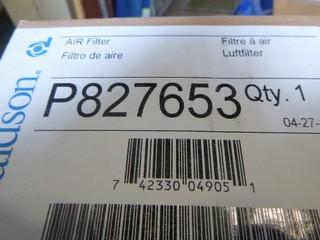 AIR Filter
Filtre à air
Filtro de aire
Luftfilter
P827653 Qty. 1
04-27-
7 42330 04905 1